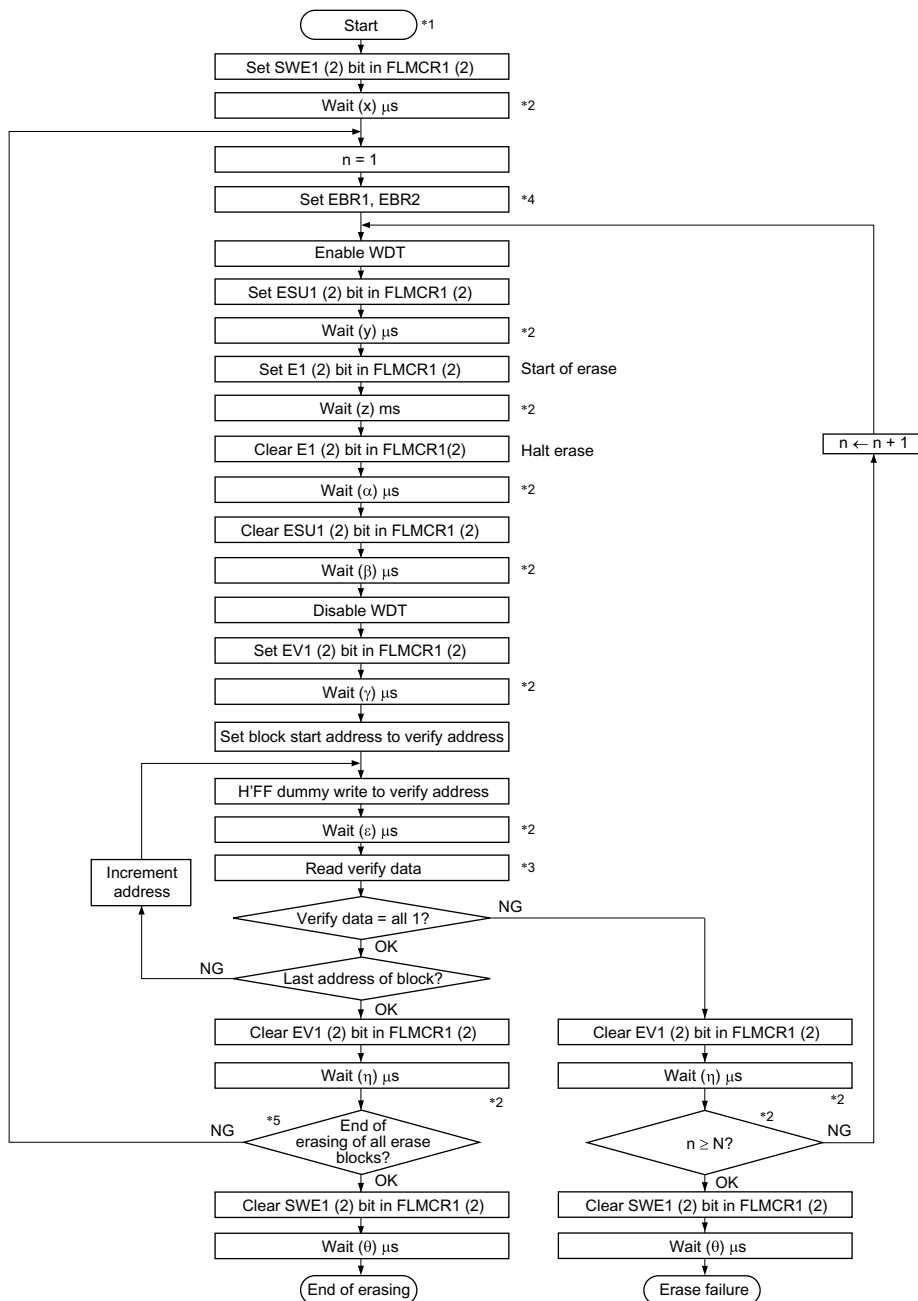 Start
*1
Set SWE1 (2) bit in FLMCR1 (2)
Wait (x) μs
*2
n = 1
Set EBR1, EBR2
*4
Enable WDT
Set ESU1 (2) bit in FLMCR1 (2)
Wait (y) μs
*2
Set E1 (2) bit in FLMCR1 (2)
Start of erase
Wait (z) ms
*2
Clear E1 (2) bit in FLMCR1(2)
Halt erase
n ← n + 1
Wait (α) μs
*2
Clear ESU1 (2) bit in FLMCR1 (2)
Wait (β) μs
*2
Disable WDT
Set EV1 (2) bit in FLMCR1 (2)
Wait (γ) μs
*2
Set block start address to verify address
H'FF dummy write to verify address
Wait (ε) μs
*2
Increment
address
Read verify data
*3
Verify data = all 1?
NG
OK
NG
Last address of block?
OK
Clear EV1 (2) bit in FLMCR1 (2)
Clear EV1 (2) bit in FLMCR1 (2)
Wait (η) μs
Wait (η) μs
*2
*2
NG
*5
End of
erasing of all erase
blocks?
*2
n ≥ N?
NG
OK
OK
Clear SWE1 (2) bit in FLMCR1 (2)
Clear SWE1 (2) bit in FLMCR1 (2)
Wait (θ) μs
Wait (θ) μs
End of erasing
Erase failure